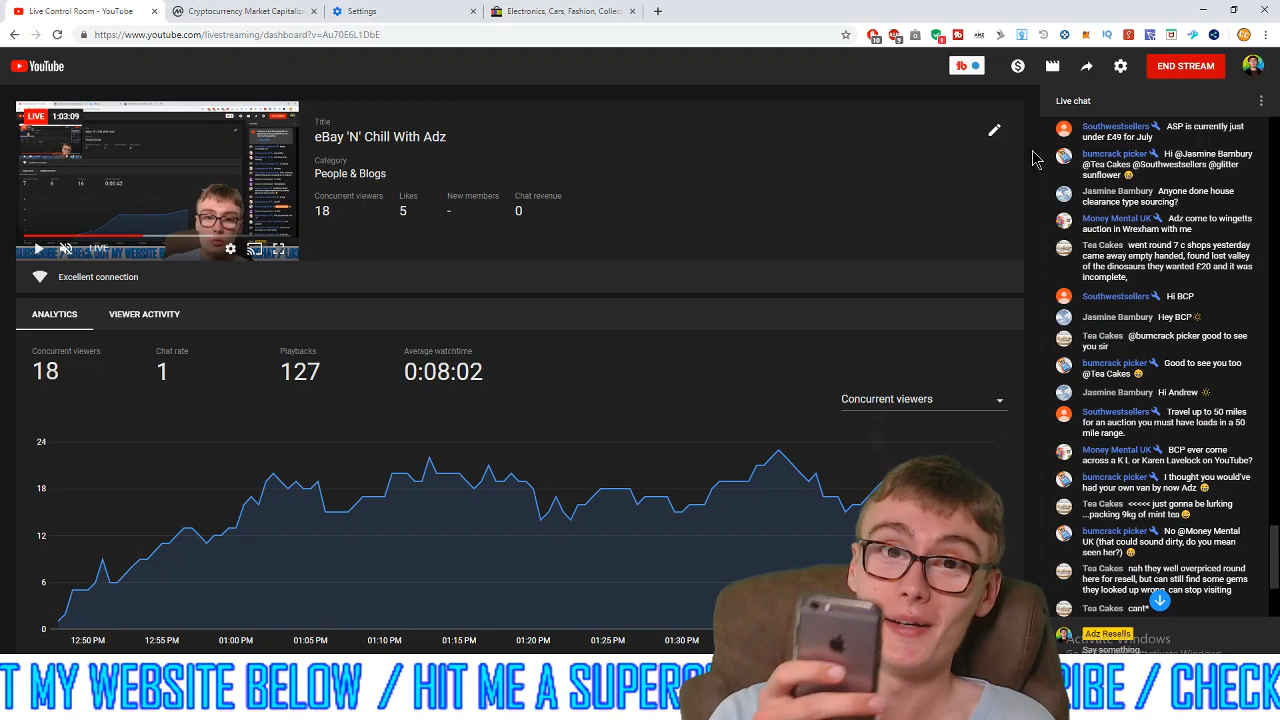 Live Control Room - YouTube
Cryptocurrency Market Capitaliz
Settings
Electronics, Cars, Fashion, Collect
https://www.youtube.com/livestreaming/dashboard?v=Au70E6L1DbE
YouTube
END STREAM
LIVE 1:03:09
Title
eBay 'N' Chill With Adz
Category
People & Blogs
Concurrent viewers Likes New members Chat revenue
18 5 - 0
LIVE
Excellent connection
ANALYTICS VIEWER ACTIVITY
Concurrent viewers Chat rate Playbacks Average watchtime
18 1 127 0:08:02
Concurrent viewers
24
18
12
6
0
12:50 PM 12:55 PM 01:00 PM 01:05 PM 01:10 PM 01:15 PM 01:20 PM 01:25 PM 01:30 PM
Live chat
Southwestsellers ASP is currently just
under £49 for July
bumcrack picker Hi @Jasmine Bambury
@Tea Cakes @Southwestsellers @glitter
sunflower
Jasmine Bambury Anyone done house
clearance type sourcing?
Money Mental UK Adz come to wingetts
auction in Wrexham with me
Tea Cakes went round 7 c shops yesterday
came away empty handed, found lost valley
of the dinosaurs they wanted £20 and it was
incomplete,
Southwestsellers Hi BCP
Jasmine Bambury Hey BCP
Tea Cakes @bumcrack picker good to see
you sir
bumcrack picker Good to see you too
@Tea Cakes
Jasmine Bambury Hi Andrew
Southwestsellers Travel up to 50 miles
for an auction you must have loads in a 50
mile range.
Money Mental UK BCP ever come
across a K L or Karen Lavelock on YouTube?
bumcrack picker I thought you would've
had your own van by now Adz
Tea Cakes <<<<< just gonna be lurking
...packing 9kg of mint tea
bumcrack picker No @Money Mental
UK (that could sound dirty, do you mean
seen her?)
Tea Cakes nah they well overpriced round
here for resell, but can still find some gems
they looked up wrong, can stop visiting
Tea Cakes cant*
Adz Resells
Say something...
Activate Windows
T MY WEBSITE BELOW / HIT ME A SUPERC
RIBE / CHECK